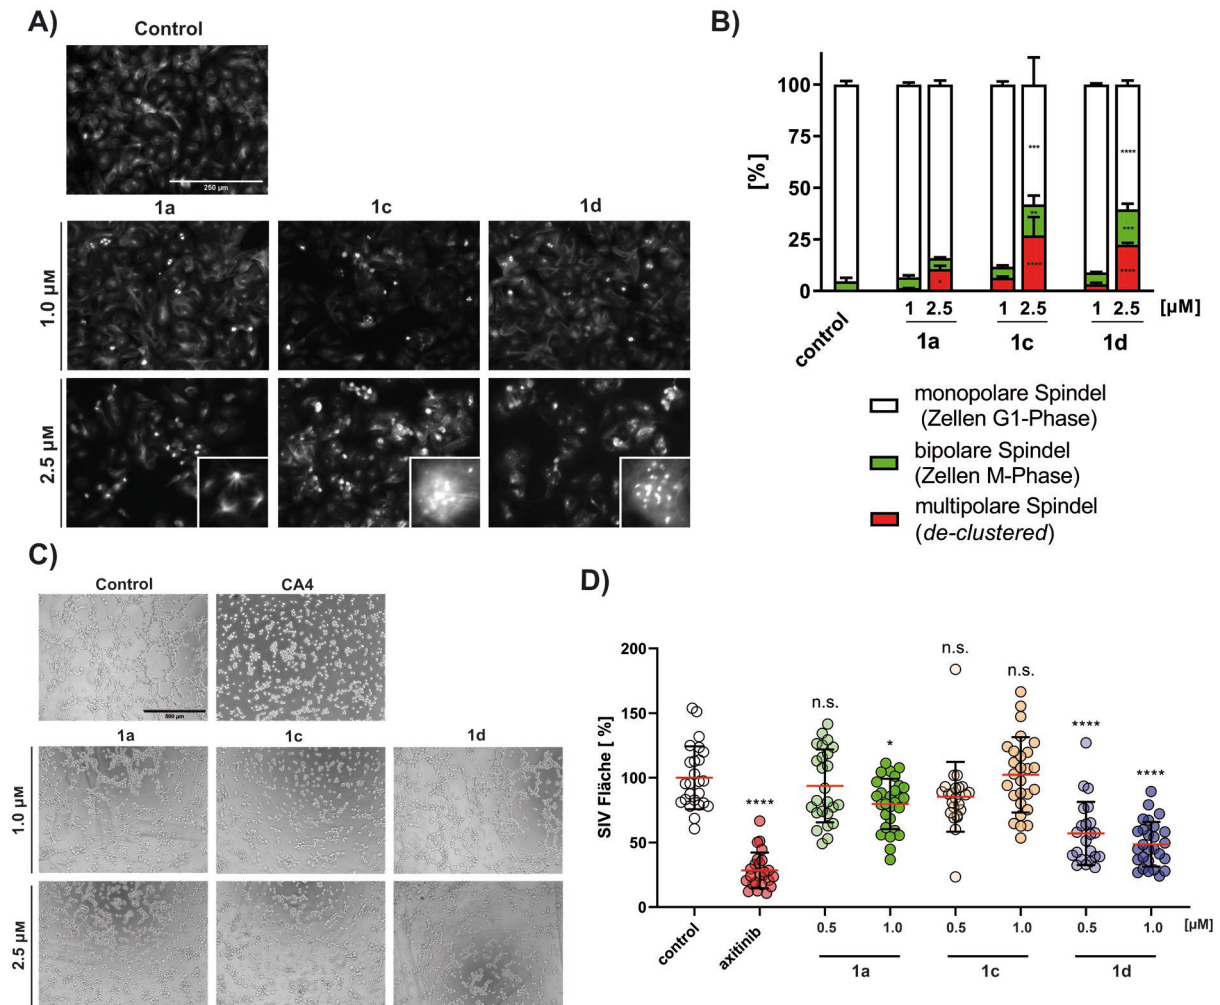 A)
Control
250 µm
1a
1c
1d
1.0 µM
2.5 µM
B)
[%]
100
75
50
25
0
***
**
****
*
****
***
****
1 2.5 1 2.5 1 2.5 [µM]
control
1a 1c 1d
monopolare Spindel
(Zellen G1-Phase)
bipolare Spindel
(Zellen M-Phase)
multipolare Spindel
(de-clustered)
C)
Control
CA4
500 µm
1a
1c
1d
1.0 µM
2.5 µM
D)
SIV Fläche [ %]
200
150
100
50
0
****
n.s.
*
n.s.
n.s.
****
****
control
axitinib
0.5 1.0 0.5 1.0 0.5 1.0 [µM]
1a 1c 1d